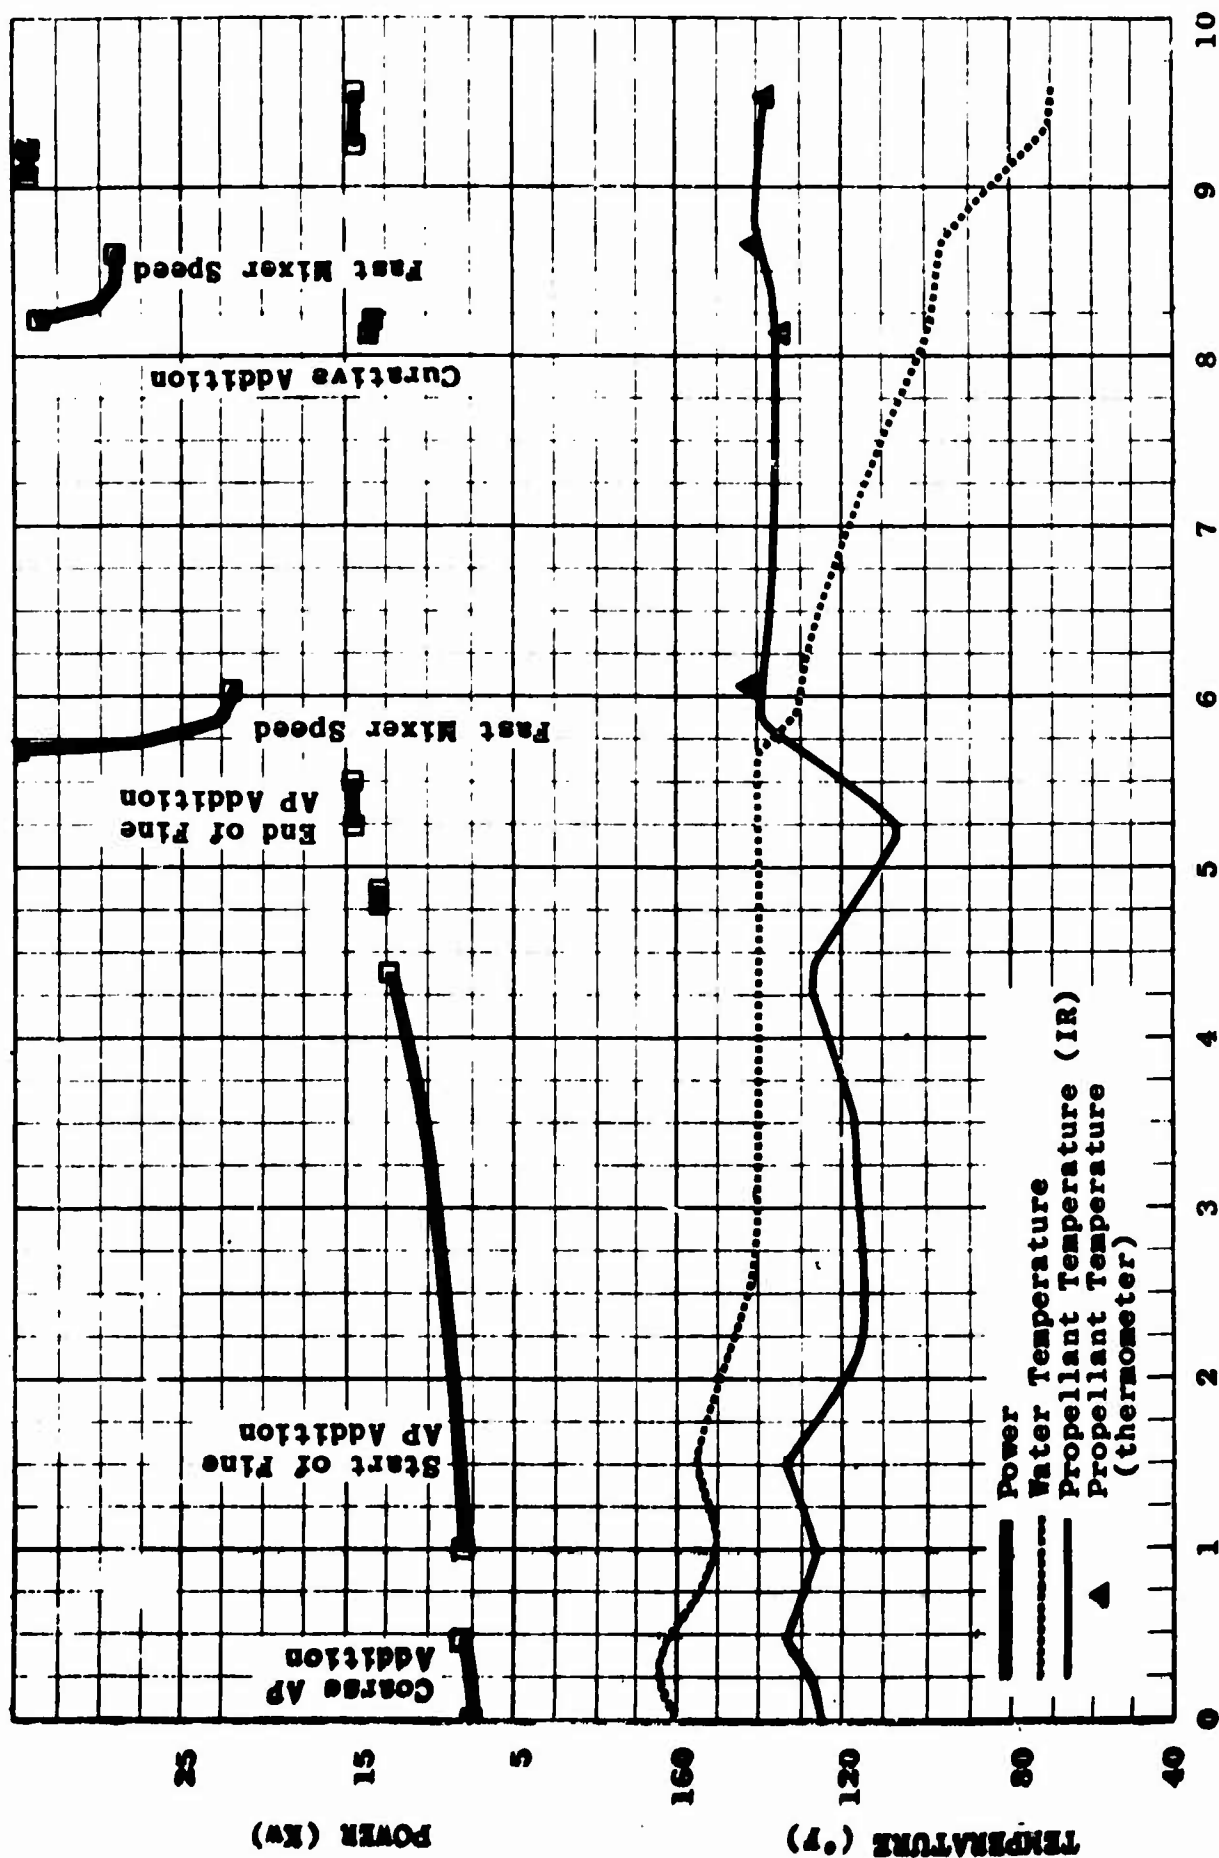 POWER (Kw)
25
15
5
TEMPERATURE (°F)
160
120
80
40
Coarse AP
Addition
Start of Fine
AP Addition
End of Fine
AP Addition
Fast Mixer Speed
Curative Addition
Fast Mixer Speed
Power
Water Temperature
Propellant Temperature (IR)
Propellant Temperature
(thermometer)
0
1
2
3
4
5
6
7
8
9
10